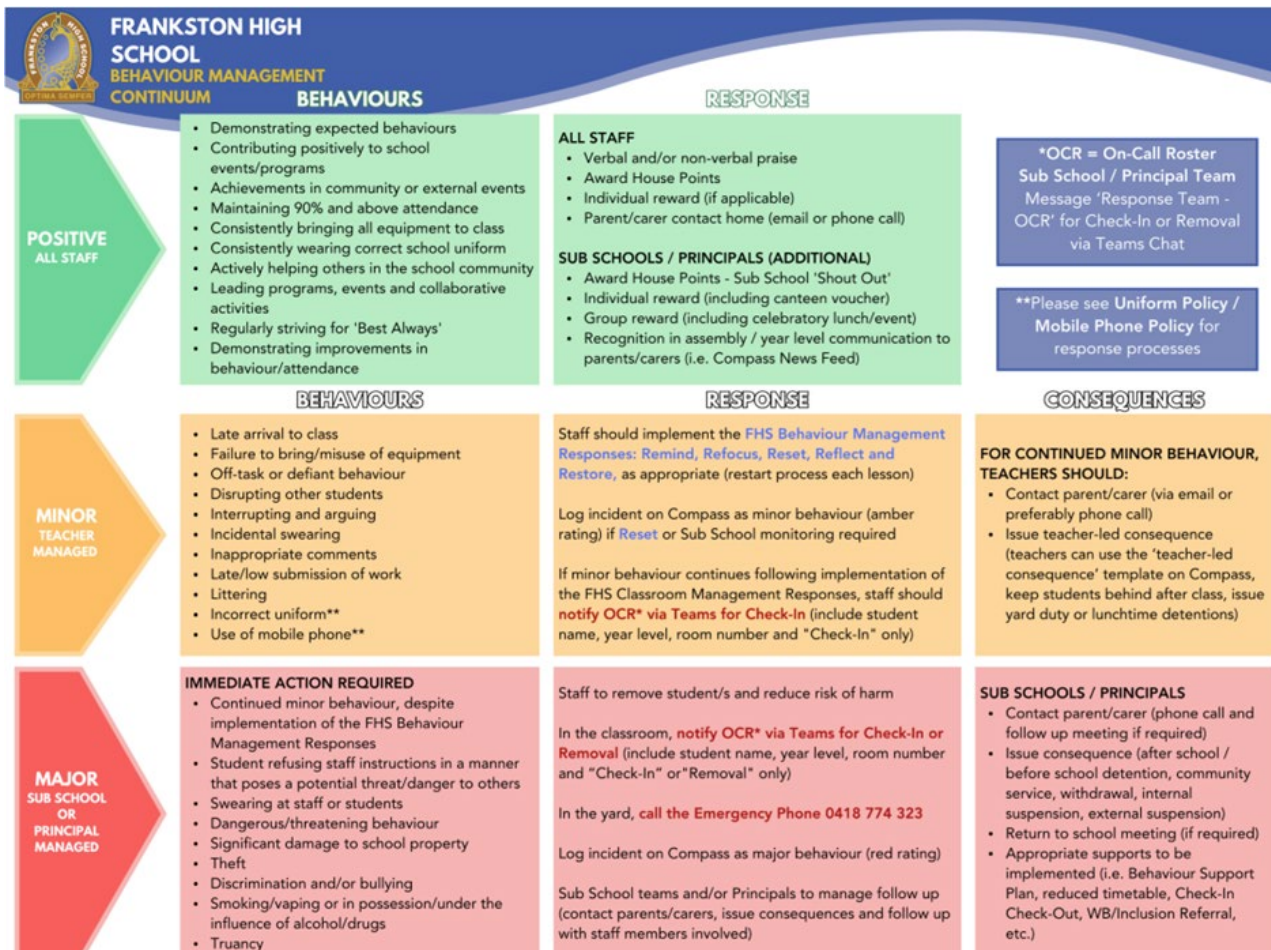 FRANKSTON HIGH SCHOOL
OPTIMA SEMPER
FRANKSTON HIGH
SCHOOL
BEHAVIOUR MANAGEMENT
CONTINUUM
BEHAVIOURS
RESPONSE
POSITIVE
ALL STAFF
• Demonstrating expected behaviours
• Contributing positively to school
events/programs
• Achievements in community or external events
• Maintaining 90% and above attendance
• Consistently bringing all equipment to class
• Consistently wearing correct school uniform
• Actively helping others in the school community
• Leading programs, events and collaborative
activities
• Regularly striving for 'Best Always'
• Demonstrating improvements in
behaviour/attendance
ALL STAFF
• Verbal and/or non-verbal praise
• Award House Points
• Individual reward (if applicable)
• Parent/carer contact home (email or phone call)
SUB SCHOOLS / PRINCIPALS (ADDITIONAL)
• Award House Points - Sub School 'Shout Out'
• Individual reward (including canteen voucher)
• Group reward (including celebratory lunch/event)
• Recognition in assembly / year level communication to
parents/carers (i.e. Compass News Feed)
*OCR = On-Call Roster
Sub School / Principal Team
Message 'Response Team -
OCR' for Check-In or Removal
via Teams Chat
**Please see Uniform Policy /
Mobile Phone Policy for
response processes
BEHAVIOURS
RESPONSE
CONSEQUENCES
MINOR
TEACHER
MANAGED
• Late arrival to class
• Failure to bring/misuse of equipment
• Off-task or defiant behaviour
• Disrupting other students
• Interrupting and arguing
• Incidental swearing
• Inappropriate comments
• Late/low submission of work
• Littering
• Incorrect uniform**
• Use of mobile phone**
Staff should implement the FHS Behaviour Management
Responses: Remind, Refocus, Reset, Reflect and
Restore, as appropriate (restart process each lesson)
Log incident on Compass as minor behaviour (amber
rating) if Reset or Sub School monitoring required
If minor behaviour continues following implementation of
the FHS Classroom Management Responses, staff should
notify OCR* via Teams for Check-In (include student
name, year level, room number and "Check-In" only)
FOR CONTINUED MINOR BEHAVIOUR,
TEACHERS SHOULD:
• Contact parent/carer (via email or
preferably phone call)
• Issue teacher-led consequence
(teachers can use the 'teacher-led
consequence' template on Compass,
keep students behind after class, issue
yard duty or lunchtime detentions)
MAJOR
SUB SCHOOL
OR
PRINCIPAL
MANAGED
IMMEDIATE ACTION REQUIRED
• Continued minor behaviour, despite
implementation of the FHS Behaviour
Management Responses
• Student refusing staff instructions in a manner
that poses a potential threat/danger to others
• Swearing at staff or students
• Dangerous/threatening behaviour
• Significant damage to school property
• Theft
• Discrimination and/or bullying
• Smoking/vaping or in possession/under the
influence of alcohol/drugs
• Truancy
Staff to remove student/s and reduce risk of harm
In the classroom, notify OCR* via Teams for Check-In or
Removal (include student name, year level, room number
and "Check-In" or"Removal" only)
In the yard, call the Emergency Phone 0418 774 323
Log incident on Compass as major behaviour (red rating)
Sub School teams and/or Principals to manage follow up
(contact parents/carers, issue consequences and follow up
with staff members involved)
SUB SCHOOLS / PRINCIPALS
• Contact parent/carer (phone call and
follow up meeting if required)
• Issue consequence (after school /
before school detention, community
service, withdrawal, internal
suspension, external suspension)
• Return to school meeting (if required)
• Appropriate supports to be
implemented (i.e. Behaviour Support
Plan, reduced timetable, Check-In
Check-Out, WB/Inclusion Referral,
etc.)